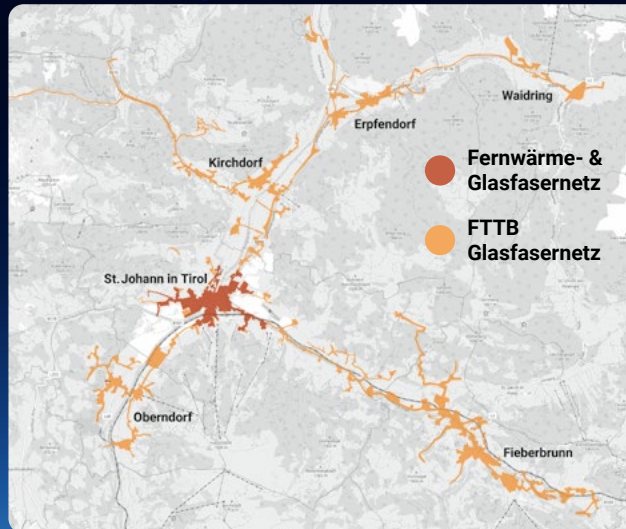 Waidring
Erpfendorf
Kirchdorf
Fernwärme- &
Glasfasernetz
FTTB
Glasfasernetz
St. Johann in Tirol
Oberndorf
Fieberbrunn